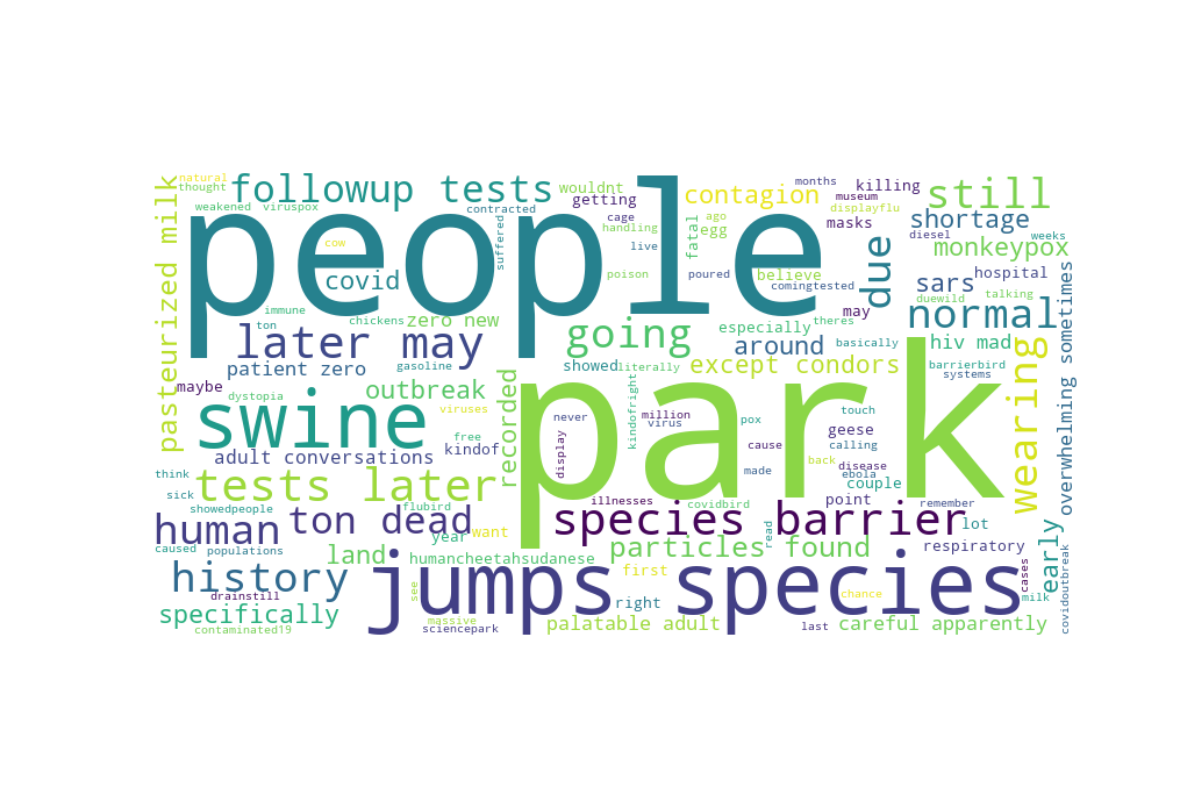 people
park
jumps species
swine
species barrier
later may
tests later
followup tests
history
human
ton dead
going
normal
still
due
wearing
pasteurized milk
natural
thought
weakened
viruspox
contracted
suffered
cow
covid
immune
chickens
zero new
ton
patient zero
gasoline
maybe
dystopia
outbreak
viruses
recorded
adult conversations
kindof
free
think
sick
flubird
showedpeople
want
year
caused
populations
land
humancheetahsudanese
drainstill
specifically
contaminated19
see
massive
sciencepark
wouldnt
getting
cage
handling
live
poison
poured
fatal
contagion
ago
egg
believe
months
museum
killing
displayflu
masks
comingtested
may
especially
theres
around
basically
showed
literally
except condors
kindofright
shortage
monkeypox
diesel
weeks
sars
hospital
duewild
talking
hiv mad
barrierbird
systems
overwhelming sometimes
never
million
virus
display
cause
pox
touch
geese
calling
made
back
disease
ebola
couple
illnesses
covidbird
point
remember
lot
read
particles found
respiratory
early
cases
first
right
chance
milk
palatable adult
last
careful apparently
covidoutbreak